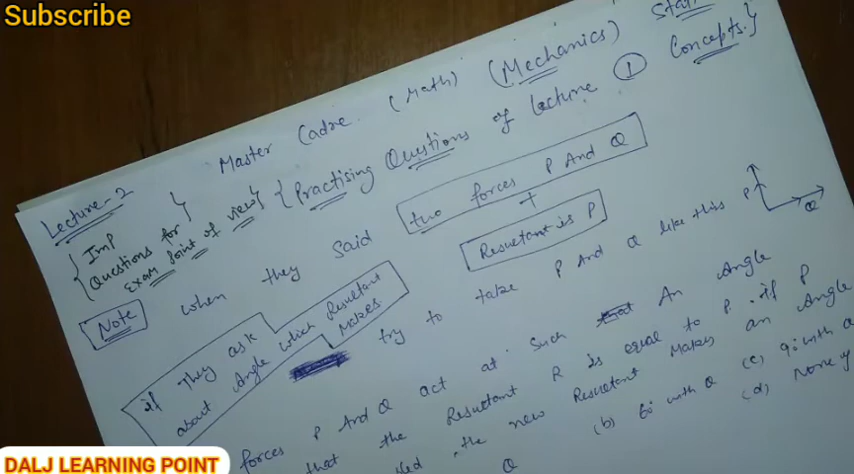 Subscribe
Master Cadre (Math) (Mechanics)
Lecture-2 { Practising Questions of Lecture 1 Concepts. }
{ Imp
Questions for
Exam Point of view }
Note when they said two forces P And Q
+
Resultant is P
if They ask
about Angle which Resultant
Makes.
try to take P And Q like this P
Q
forces P And Q act at such An Angle
that the Resultant R is equal to P. if P
the new Resultant Makes an Angle
Q (b) 60 with Q (c) 90 with
(d) None of
DALJ LEARNING POINT